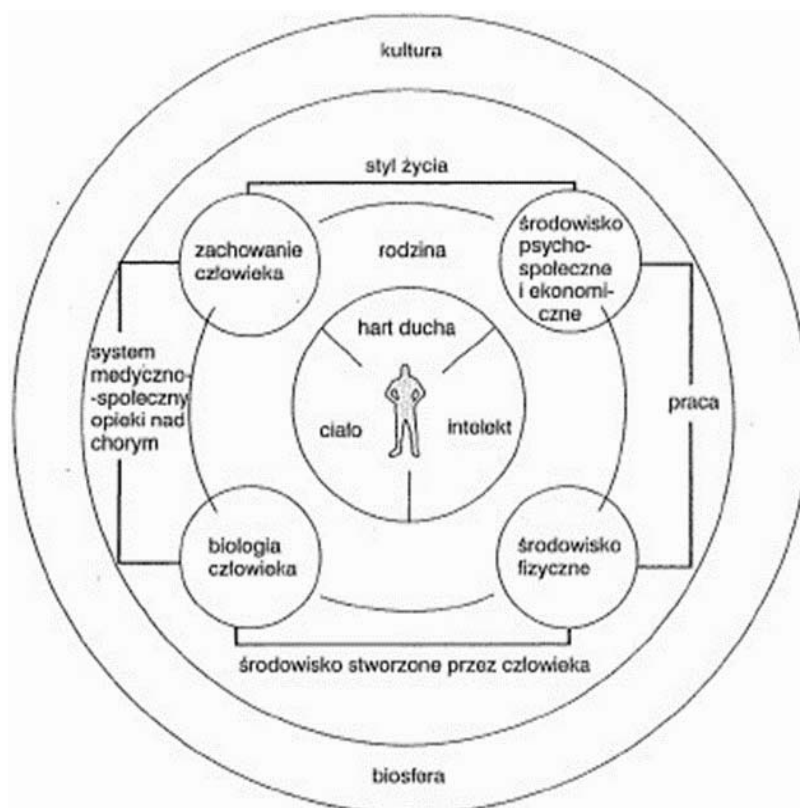 kultura
styl życia
zachowanie
człowieka
rodzina
środowisko
psycho-
społeczne
i ekonomi-
czne
hart ducha
system
medyczno-
-społeczny
opieki nad
chorym
ciało
intelekt
praca
biologia
człowieka
środowisko
fizyczne
środowisko stworzone przez człowieka
biosfera